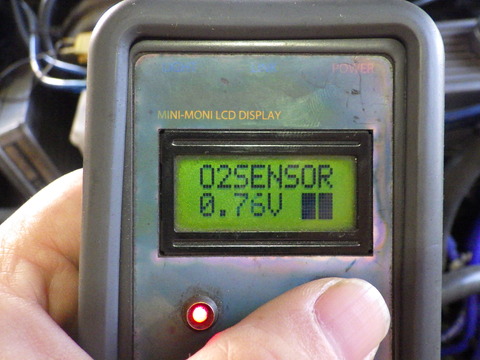 POWER
MINI-MONI LCD DISPLAY
O2SENSOR
0.76V